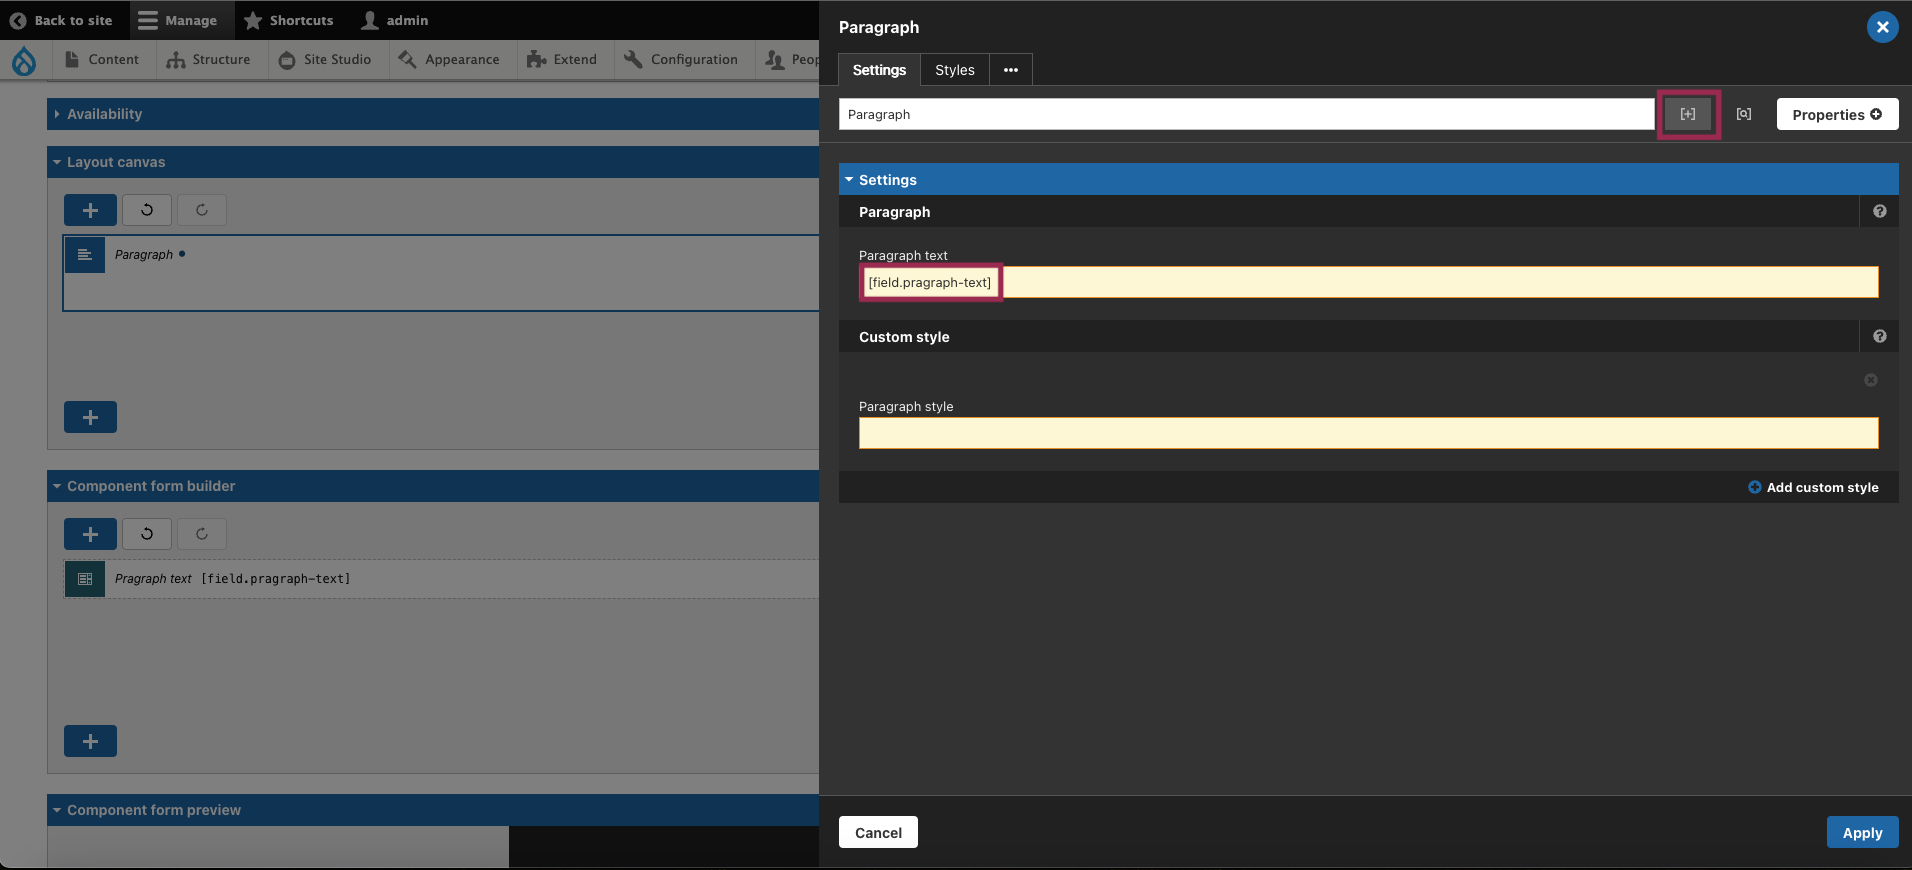 Back to site
Manage
Shortcuts
admin
Content
Structure
Site Studio
Appearance
Extend
Configuration
Availability
Layout canvas
Paragraph
Component form builder
Pragraph text [field.pragraph-text]
Component form preview
Paragraph
Settings
Styles
Paragraph
Properties
Settings
Paragraph
Paragraph text
[field.pragraph-text]
Custom style
Paragraph style
Add custom style
Cancel
Apply